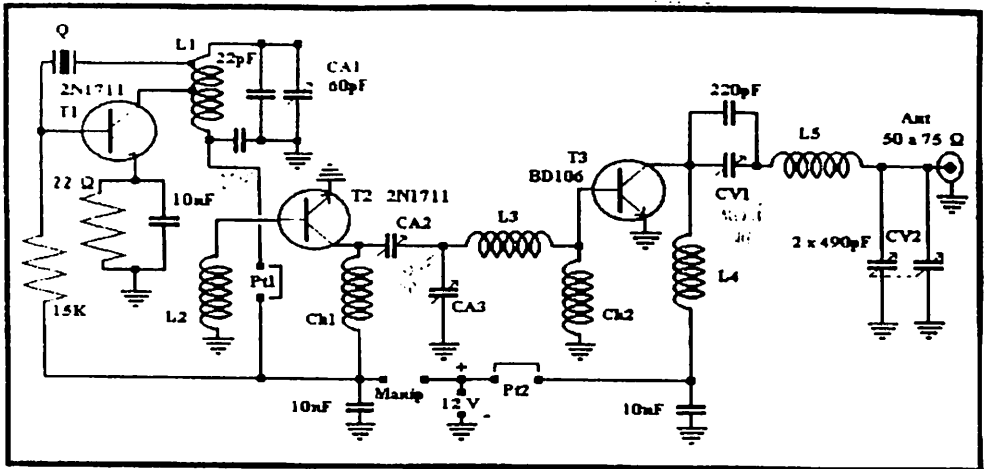 Q
L1
22pF
CA1
60pF
2N1711
T1
22 Ω
10nF
15K
L2
Pt1
T2
2N1711
CA2
Ch1
CA3
L3
T3
BD106
Ch2
220pF
CV1
L4
L5
Ant
50 a 75 Ω
2 x 490pF
CV2
10nF
Manip
+
12 V
-
Pt2
10nF